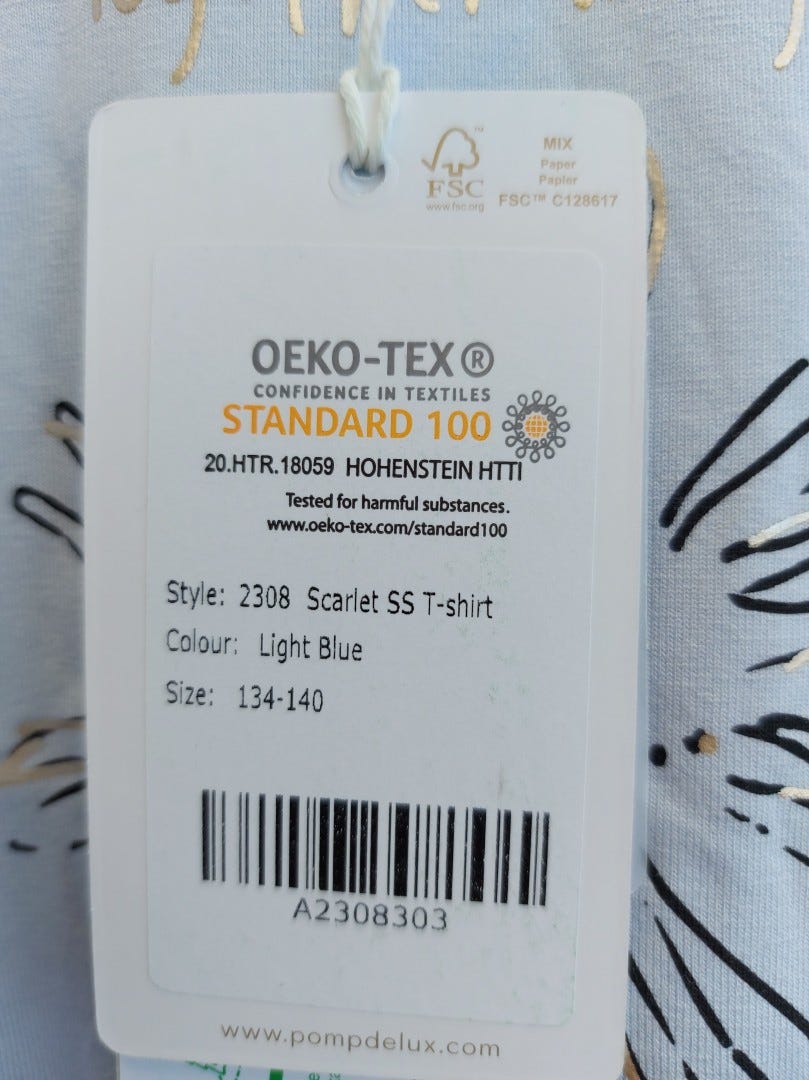 FSC™
www.fsc.org
MIX
Paper
Papier
FSC™ C128617
OEKO-TEX®
CONFIDENCE IN TEXTILES
STANDARD 100
20.HTR.18059 HOHENSTEIN HTTI
Tested for harmful substances.
www.oeko-tex.com/standard100
Style: 2308 Scarlet SS T-shirt
Colour: Light Blue
Size: 134-140
A2308303
www.pompdelux.com